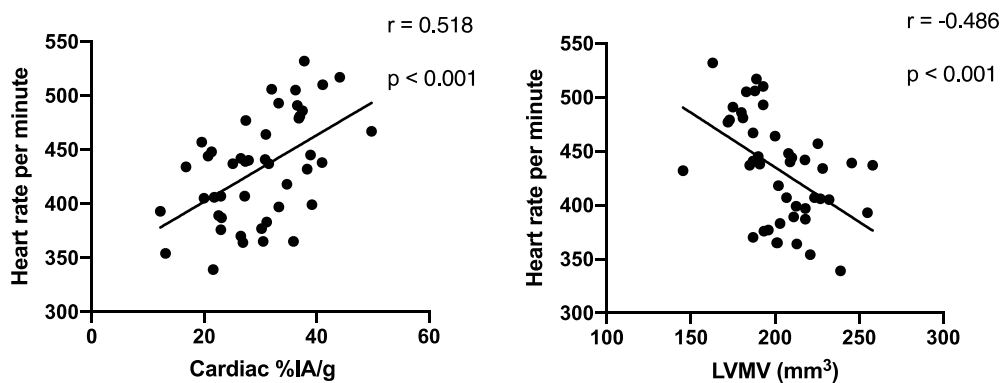 r = 0.518
p < 0.001
Heart rate per minute
550
500
450
400
350
300
0
20
40
60
Cardiac %IA/g
r = -0.486
p < 0.001
Heart rate per minute
550
500
450
400
350
300
100
150
200
250
300
LVMV (mm³)